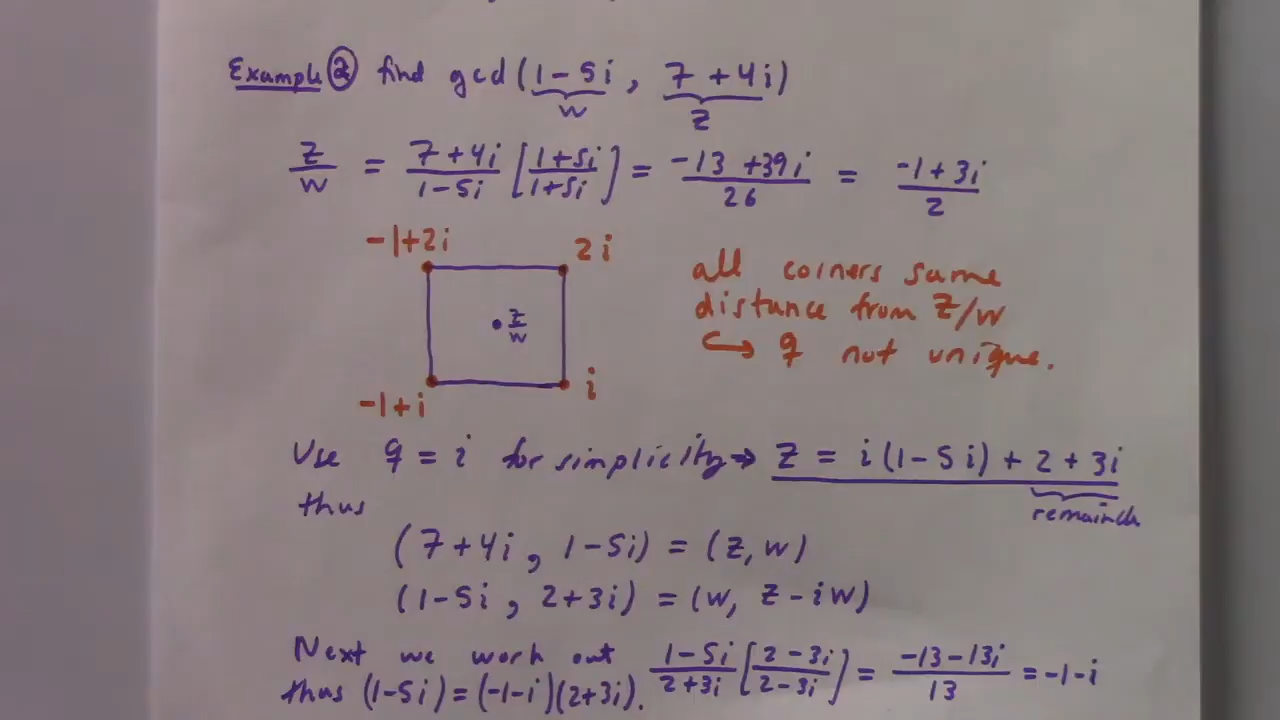 Example ② find gcd(1-5i, 7+4i)
w z
z/w = 7+4i/1-5i [1+5i/1+5i] = -13+39i/26 = -1+3i/2
-1+2i 2i
all corners same
distance from z/w
z/w
↪ q not unique.
-1+i i
Use q = i for simplicity → z = i(1-5i) + 2+3i
thus remainder
(7+4i, 1-5i) = (z, w)
(1-5i, 2+3i) = (w, z-iw)
Next we work out 1-5i/2+3i [2-3i/2-3i] = -13-13i/13 = -1-i
thus (1-5i) = (-1-i)(2+3i).